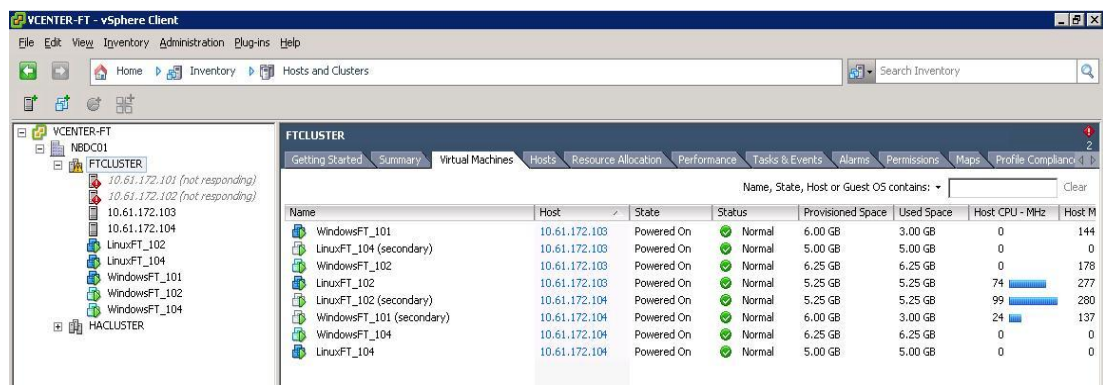 VCENTER-FT - vSphere Client
File Edit View Inventory Administration Plug-ins Help
Home Inventory Hosts and Clusters Search Inventory
VCENTER-FT
NBDC01
FTCLUSTER
10.61.172.101 (not responding)
10.61.172.102 (not responding)
10.61.172.103
10.61.172.104
LinuxFT_102
LinuxFT_104
WindowsFT_101
WindowsFT_102
WindowsFT_104
HACLUSTER
FTCLUSTER
2
Getting Started Summary Virtual Machines Hosts Resource Allocation Performance Tasks & Events Alarms Permissions Maps Profile Complianc
Name, State, Host or Guest OS contains: Clear
Name Host State Status Provisioned Space Used Space Host CPU - MHz Host M
WindowsFT_101 10.61.172.103 Powered On Normal 6.00 GB 3.00 GB 0 144
LinuxFT_104 (secondary) 10.61.172.103 Powered On Normal 5.00 GB 5.00 GB 0 0
WindowsFT_102 10.61.172.103 Powered On Normal 6.25 GB 6.25 GB 0 178
LinuxFT_102 10.61.172.103 Powered On Normal 5.25 GB 5.25 GB 74 277
LinuxFT_102 (secondary) 10.61.172.104 Powered On Normal 5.25 GB 5.25 GB 99 280
WindowsFT_101 (secondary) 10.61.172.104 Powered On Normal 6.00 GB 3.00 GB 24 137
WindowsFT_104 10.61.172.104 Powered On Normal 6.25 GB 6.25 GB 0 0
LinuxFT_104 10.61.172.104 Powered On Normal 5.00 GB 5.00 GB 0 0